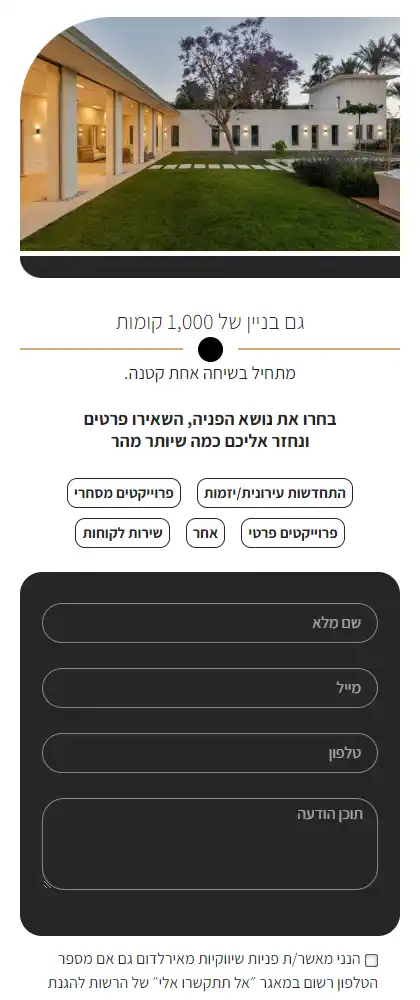 גם בניין של 1,000 קומות
מתחיל בשיחה אחת קטנה.
בחרו את נושא הפניה, השאירו פרטים
ונחזר אליכם כמה שיותר מהר
התחדשות עירונית/יזמות
פרוייקטים מסחרי
פרוייקטים פרטי
אחר
שירות לקוחות
שם מלא
מייל
טלפון
תוכן הודעה
הנני מאשר/ת פניות שיווקיות מאירלדום גם אם מספר
הטלפון רשום במאגר ״אל תתקשרו אלי״ של הרשות להגנת